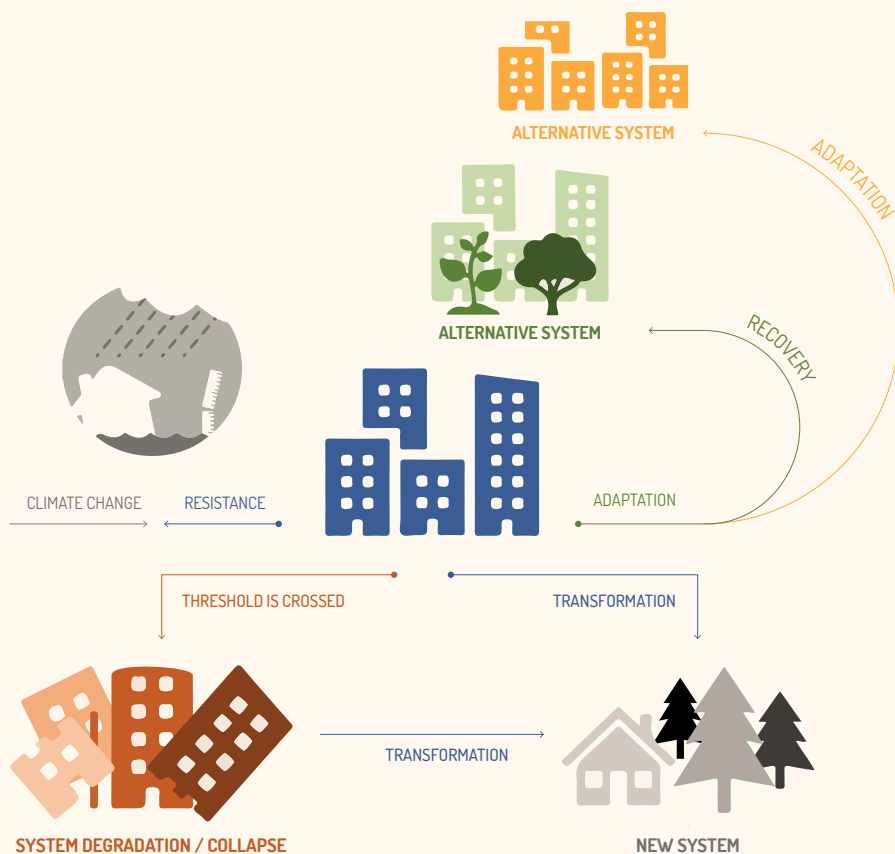 ALTERNATIVE SYSTEM
ADAPTATION
ALTERNATIVE SYSTEM
RECOVERY
CLIMATE CHANGE
RESISTANCE
ADAPTATION
THRESHOLD IS CROSSED
TRANSFORMATION
TRANSFORMATION
SYSTEM DEGRADATION / COLLAPSE
NEW SYSTEM